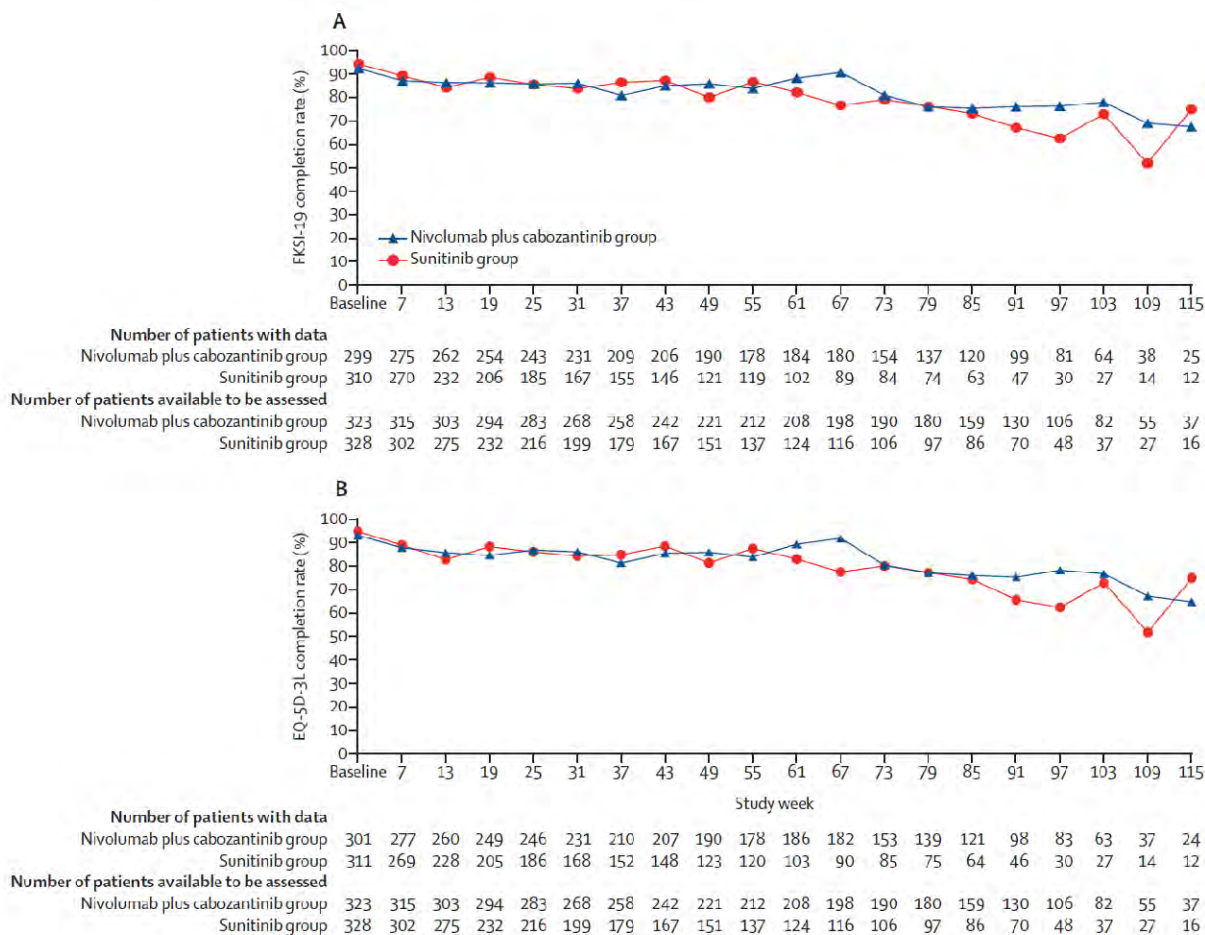 A
100
90
80
70
60
50
40
30
20
10
0
FKSI-19 completion rate (%)
Nivolumab plus cabozantinib group
Sunitinib group
Baseline 7 13 19 25 31 37 43 49 55 61 67 73 79 85 91 97 103 109 115
Number of patients with data
Nivolumab plus cabozantinib group 299 275 262 254 243 231 209 206 190 178 184 180 154 137 120 99 81 64 38 25
Sunitinib group 310 270 232 206 185 167 155 146 121 119 102 89 84 74 63 47 30 27 14 12
Number of patients available to be assessed
Nivolumab plus cabozantinib group 323 315 303 294 283 268 258 242 221 212 208 198 190 180 159 130 106 82 55 37
Sunitinib group 328 302 275 232 216 199 179 167 151 137 124 116 106 97 86 70 48 37 27 16
B
100
90
80
70
60
50
40
30
20
10
0
EQ-5D-3L completion rate (%)
Baseline 7 13 19 25 31 37 43 49 55 61 67 73 79 85 91 97 103 109 115
Study week
Number of patients with data
Nivolumab plus cabozantinib group 301 277 260 249 246 231 210 207 190 178 186 182 153 139 121 98 83 63 37 24
Sunitinib group 311 269 228 205 186 168 152 148 123 120 103 90 85 75 64 46 30 27 14 12
Number of patients available to be assessed
Nivolumab plus cabozantinib group 323 315 303 294 283 268 258 242 221 212 208 198 190 180 159 130 106 82 55 37
Sunitinib group 328 302 275 232 216 199 179 167 151 137 124 116 106 97 86 70 48 37 27 16